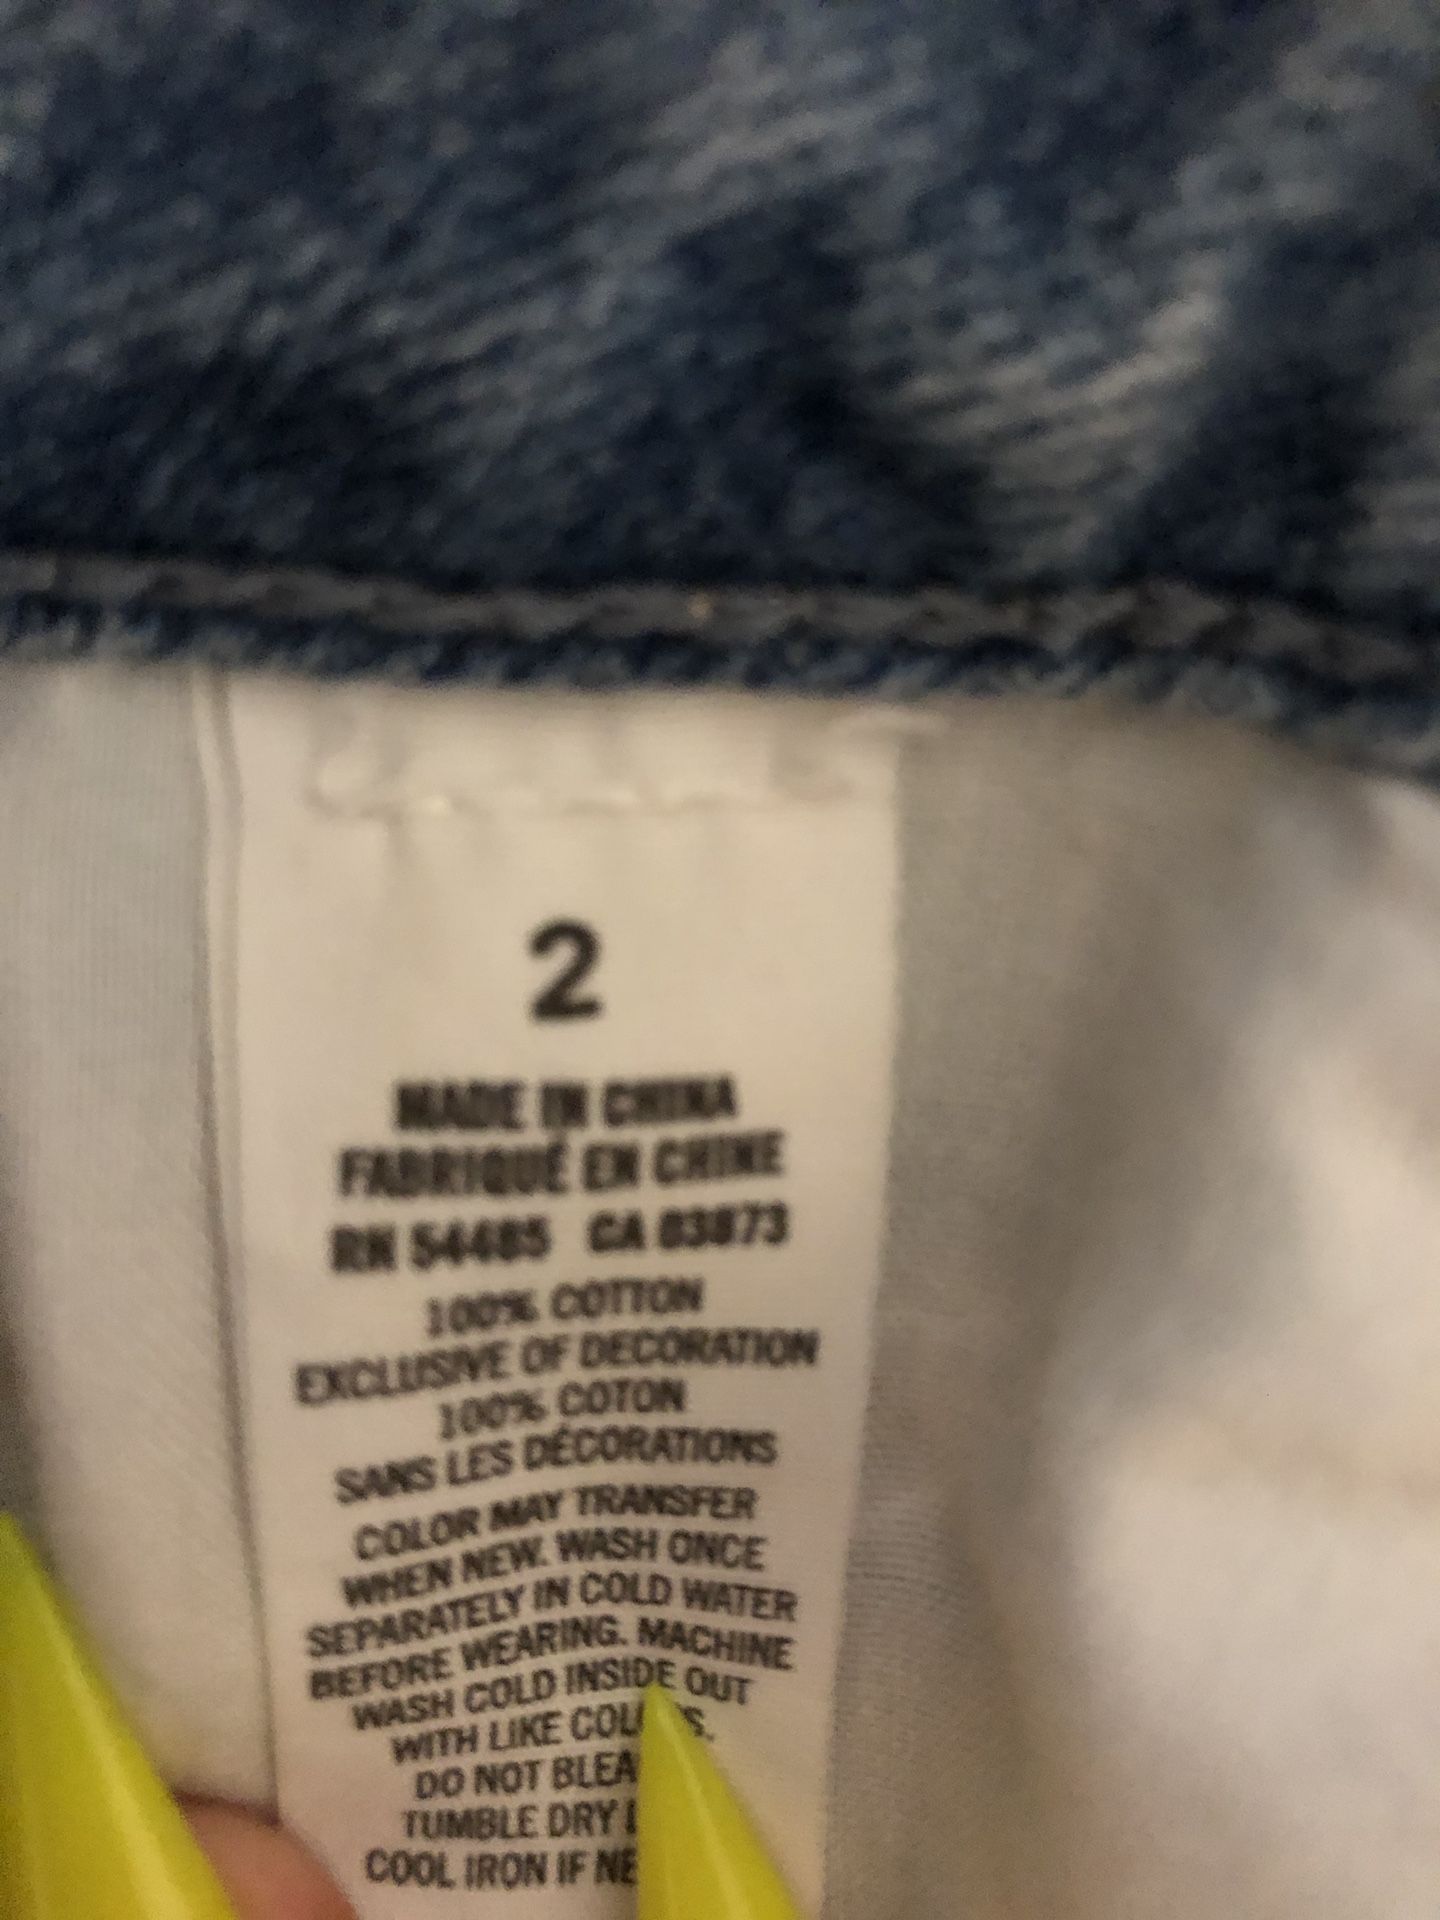 2
MADE IN CHINA
FABRIQUÉ EN CHINE
RN 54485 CA 03873
100% COTTON
EXCLUSIVE OF DECORATION
100% COTON
SANS LES DÉCORATIONS
COLOR MAY TRANSFER
WHEN NEW. WASH ONCE
SEPARATELY IN COLD WATER
BEFORE WEARING. MACHINE
WASH COLD INSIDE OUT
WITH LIKE
DO NOT
TUMBLE DRY
COOL IRON IF